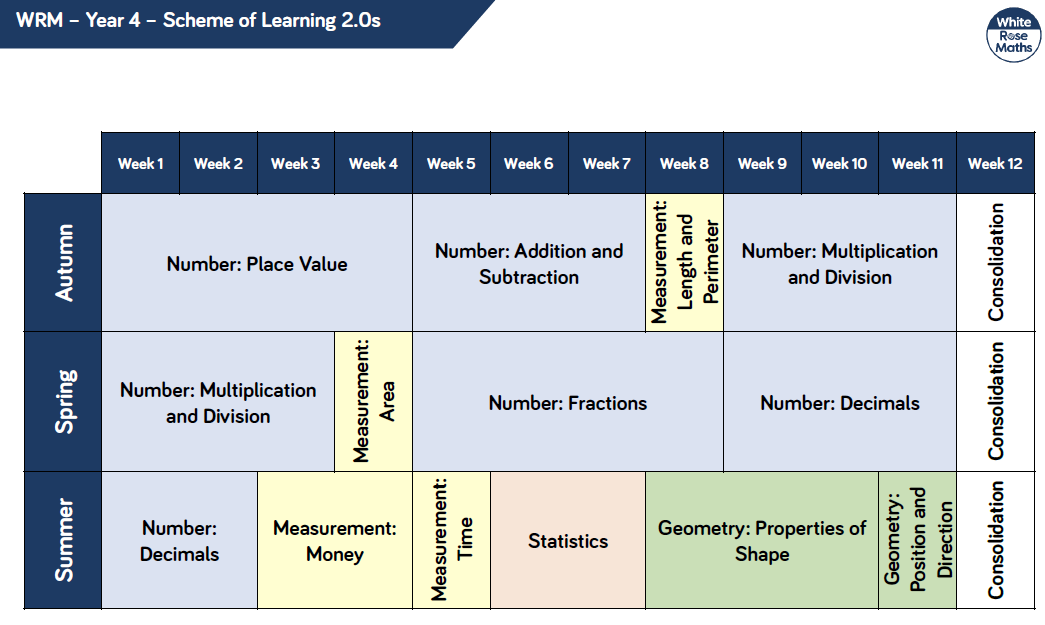 WRM – Year 4 – Scheme of Learning 2.0s
White
Rose
Maths
Week 1
Week 2
Week 3
Week 4
Week 5
Week 6
Week 7
Week 8
Week 9
Week 10
Week 11
Week 12
Autumn
Number: Place Value
Number: Addition and
Subtraction
Measurement:
Length and
Perimeter
Number: Multiplication
and Division
Consolidation
Spring
Number: Multiplication
and Division
Measurement:
Area
Number: Fractions
Number: Decimals
Consolidation
Summer
Number:
Decimals
Measurement:
Money
Measurement:
Time
Statistics
Geometry: Properties of
Shape
Geometry:
Position and
Direction
Consolidation